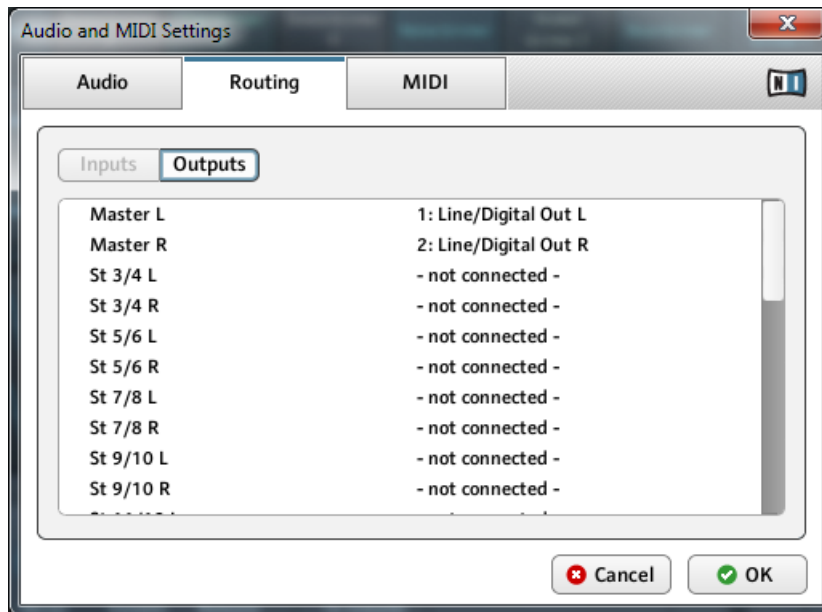 Audio and MIDI Settings
Audio Routing MIDI
NI
Inputs Outputs
Master L 1: Line/Digital Out L
Master R 2: Line/Digital Out R
St 3/4 L - not connected -
St 3/4 R - not connected -
St 5/6 L - not connected -
St 5/6 R - not connected -
St 7/8 L - not connected -
St 7/8 R - not connected -
St 9/10 L - not connected -
St 9/10 R - not connected -
Cancel OK